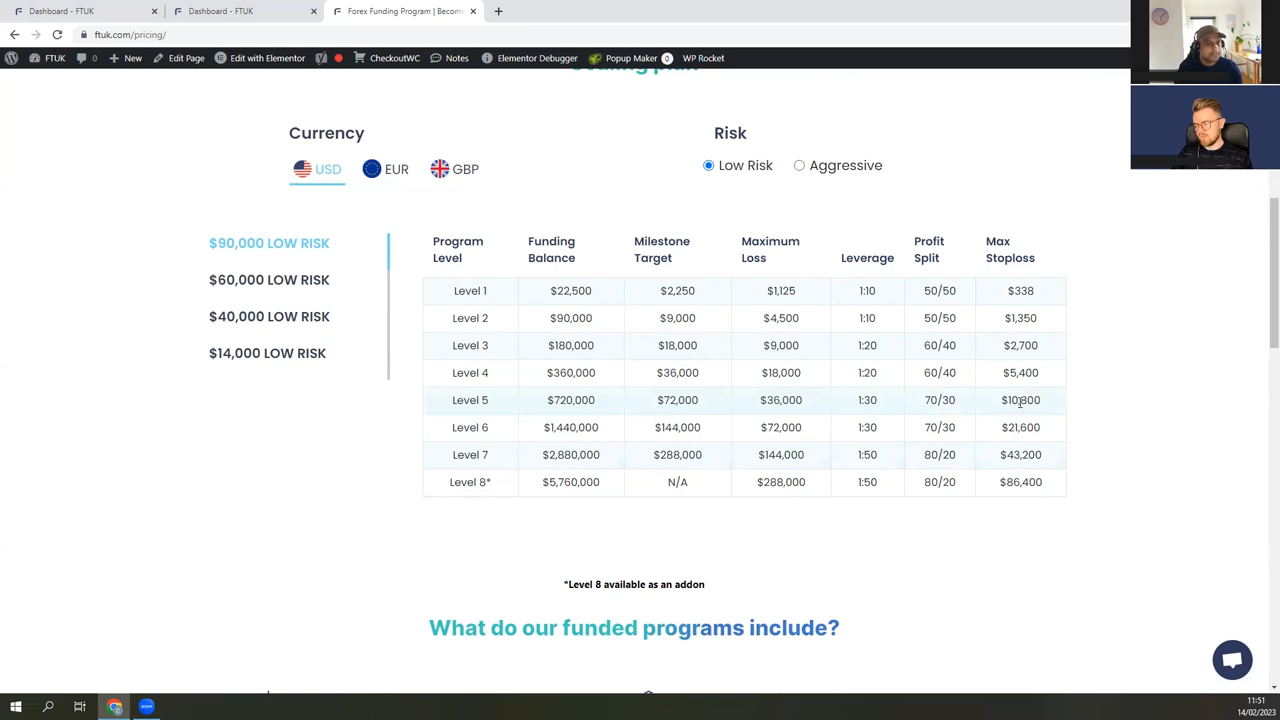 Dashboard - FTUK
Dashboard - FTUK
Forex Funding Program | Become
ftuk.com/pricing/
FTUK 0 New Edit Page Edit with Elementor CheckoutWC Notes Elementor Debugger Popup Maker 0 WP Rocket
Scaling plan
Currency
Risk
USD EUR GBP
Low Risk Aggressive
$90,000 LOW RISK
$60,000 LOW RISK
$40,000 LOW RISK
$14,000 LOW RISK
Program Level Funding Balance Milestone Target Maximum Loss Leverage Profit Split Max Stoploss
Level 1 $22,500 $2,250 $1,125 1:10 50/50 $338
Level 2 $90,000 $9,000 $4,500 1:10 50/50 $1,350
Level 3 $180,000 $18,000 $9,000 1:20 60/40 $2,700
Level 4 $360,000 $36,000 $18,000 1:20 60/40 $5,400
Level 5 $720,000 $72,000 $36,000 1:30 70/30 $10,800
Level 6 $1,440,000 $144,000 $72,000 1:30 70/30 $21,600
Level 7 $2,880,000 $288,000 $144,000 1:50 80/20 $43,200
Level 8* $5,760,000 N/A $288,000 1:50 80/20 $86,400
*Level 8 available as an addon
What do our funded programs include?
zoom
11:51
14/02/2023